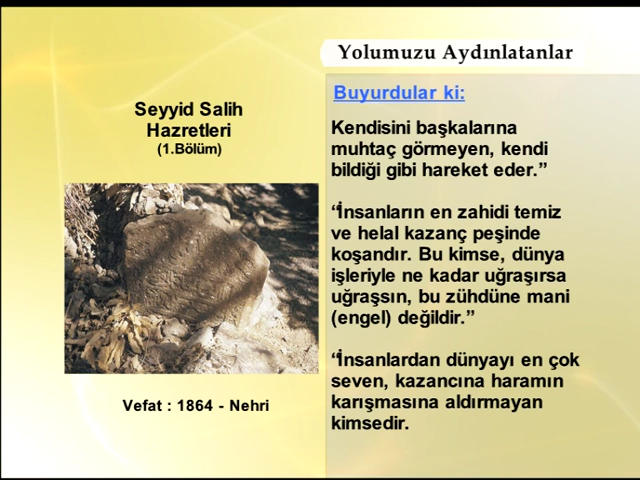 Yolumuzu Aydınlatanlar
Seyyid Salih
Hazretleri
(1.Bölüm)
Vefat : 1864 - Nehri
Buyurdular ki:
Kendisini başkalarına
muhtaç görmeyen, kendi
bildiği gibi hareket eder.”
“İnsanların en zahidi temiz
ve helal kazanç peşinde
koşandır. Bu kimse, dünya
işleriyle ne kadar uğraşırsa
uğraşsın, bu zühdüne mani
(engel) değildir.”
“İnsanlardan dünyayı en çok
seven, kazancına haramın
karışmasına aldırmayan
kimsedir.